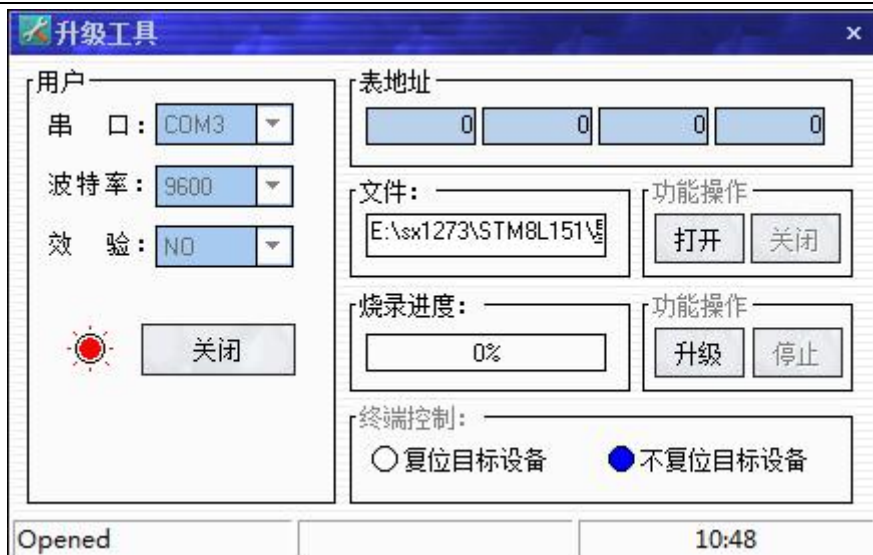 升级工具
用户
串 口: COM3
波特率: 9600
效 验: NO
关闭
表地址
0 0 0 0
文件:
E:\sx1273\STM8L151\
功能操作
打开 关闭
烧录进度:
0%
功能操作
升级 停止
终端控制:
复位目标设备 不复位目标设备
Opened 10:48